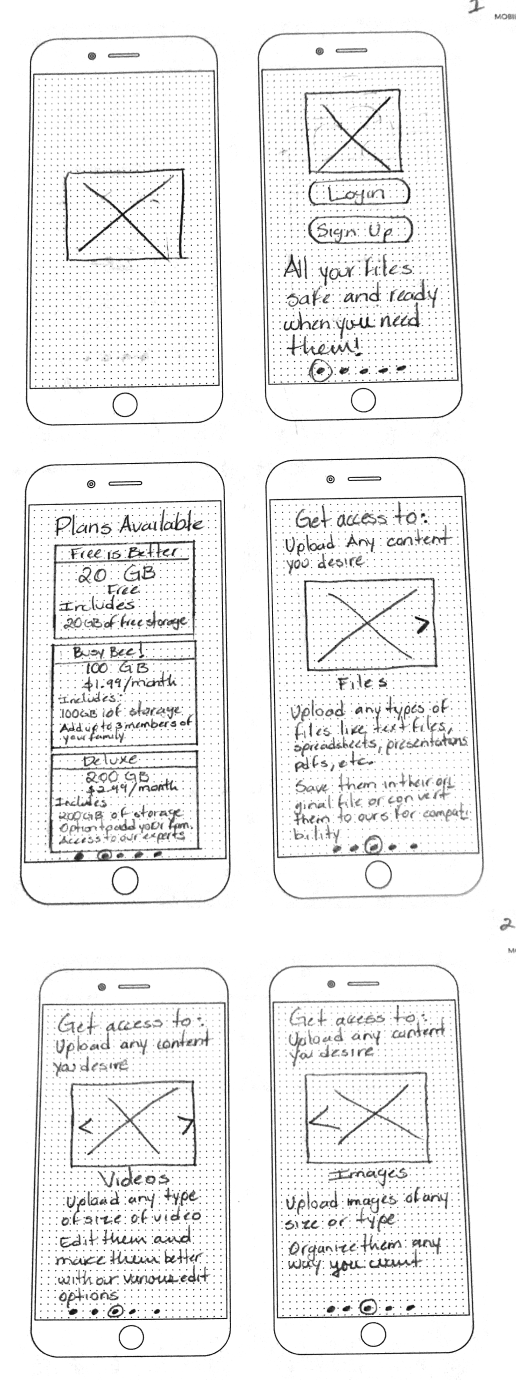 1
Login
Sign Up
All your files
safe and ready
when you need
them!
Plans Available
Free is Better
20 GB
Free
Includes
20GB of free storage
Busy Bee!
100 GB
$1.99/month
Includes:
100GB of storage
Add up to 3 members of
your family
Deluxe
200 GB
$2.99/month
Includes
200GB of storage
Option to add your fam.
Access to our experts
Get access to:
Upload Any content
you desire
Files
Upload any types of
files like, text files,
spreadsheets, presentations
pdfs, etc.
Save them in their ori
ginal file or convert
them to ours for compati
bility
2
Get access to:
Upload any content
you desire
Videos
Upload any type
of size of video
Edit them and
make them better
with our various edit
options
Get access to:
Upload any content
you desire
Images
Upload images of any
size or type
Organize them any
way you want